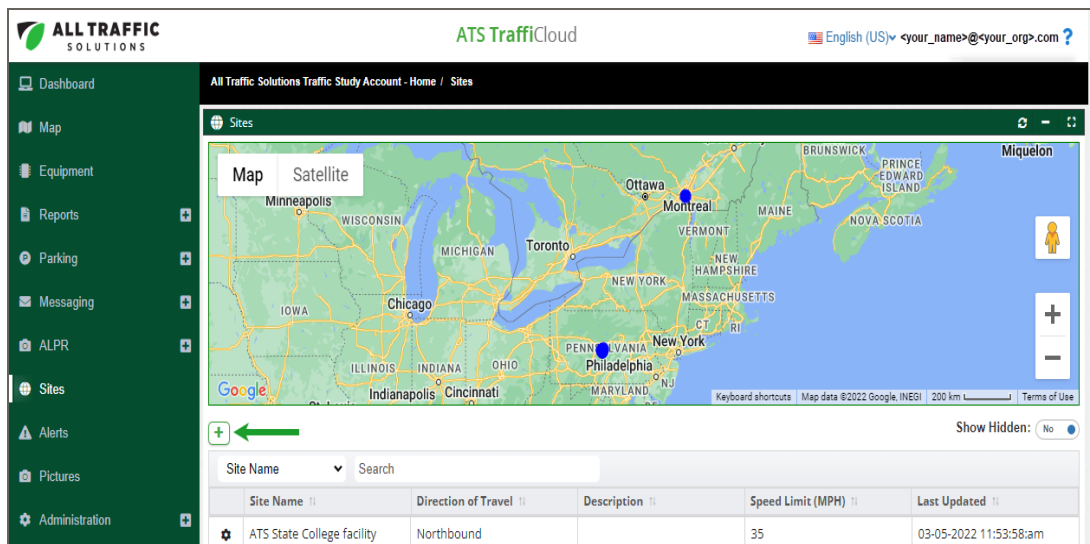 ALL TRAFFIC
SOLUTIONS
ATS TraffiCloud
English (US) <your_name>@<your_org>.com ?
Dashboard
Map
Equipment
Reports
Parking
Messaging
ALPR
Sites
Alerts
Pictures
Administration
All Traffic Solutions Traffic Study Account - Home / Sites
Sites
Map Satellite
BRUNSWICK
Miquelon
PRINCE
EDWARD
ISLAND
Ottawa
Montreal
Minneapolis
WISCONSIN
MAINE
NOVA SCOTIA
VERMONT
MICHIGAN
Toronto
NEW
HAMPSHIRE
NEW YORK
MASSACHUSETTS
IOWA
Chicago
CT
RI
PENNSYLVANIA
New York
Philadelphia
ILLINOIS
INDIANA
OHIO
MARYLAND
NJ
Indianapolis
Cincinnati
Google
Keyboard shortcuts Map data ©2022 Google, INEGI 200 km Terms of Use
+
Show Hidden: No
Site Name Search
Site Name Direction of Travel Description Speed Limit (MPH) Last Updated
ATS State College facility Northbound 35 03-05-2022 11:53:58:am